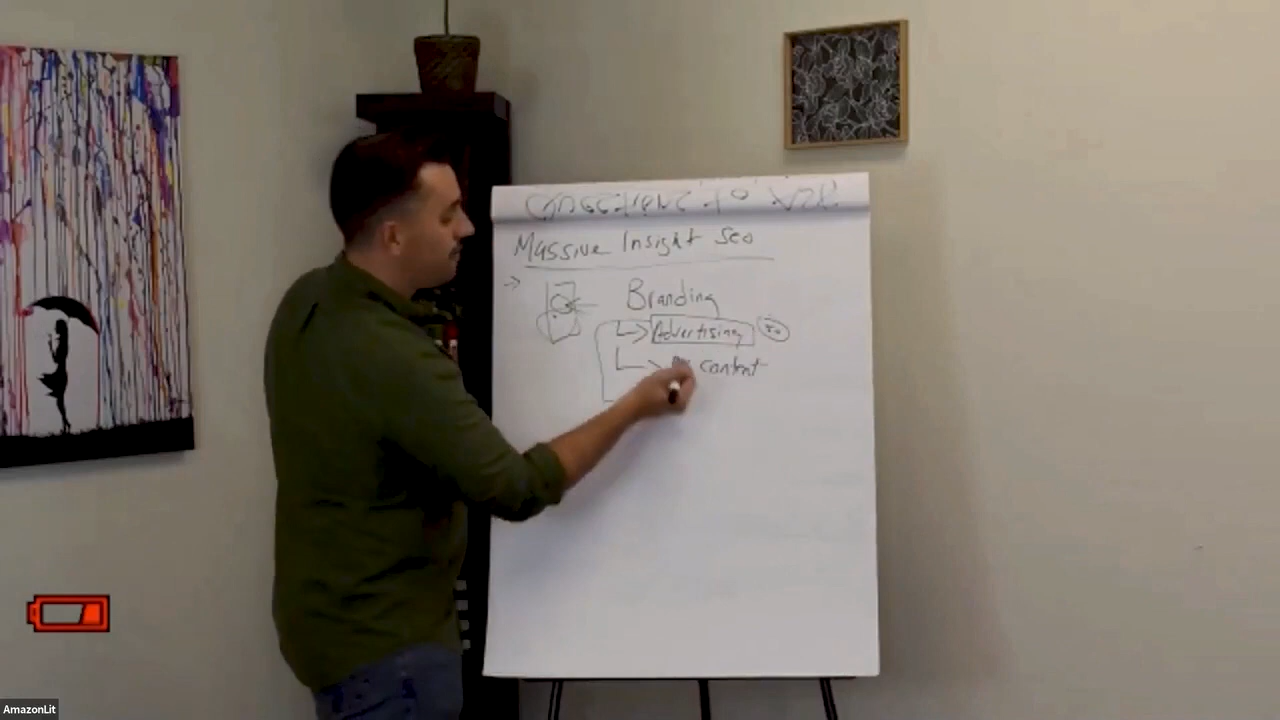 Massive Insight Seo
Branding
Advertising
content
AmazonLit